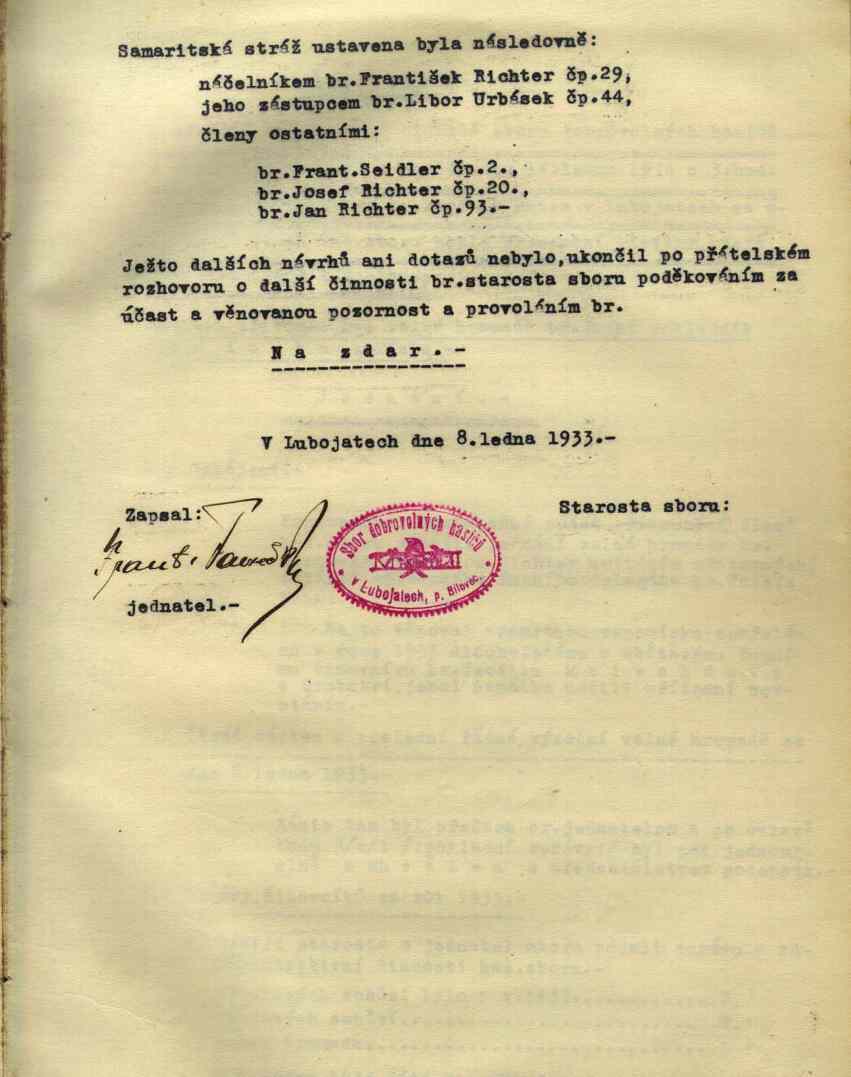 Samaritská stráž ustavena byla následovně:
náčelníkem br.František Richter čp.29,
jeho zástupcem br.Libor Urbásek čp.44,
členy ostatními:
br.Frant.Seidler čp.2.,
br.Josef Richter čp.20.,
br.Jan Richter čp.93.-
Ježto dalších návrhů ani dotazů nebylo,ukončil po přátelském
rozhovoru o další činnosti br.starosta sboru poděkováním za
účast a věnovanou pozornost a provoláním br.
N a z d a r . -
V Lubojatech dne 8.ledna 1933.-
Zapsal:
Starosta sboru:
Frant.
Sbor dobrovolných hasičů
v Lubojatech, p. Bílovec.
jednatel.-